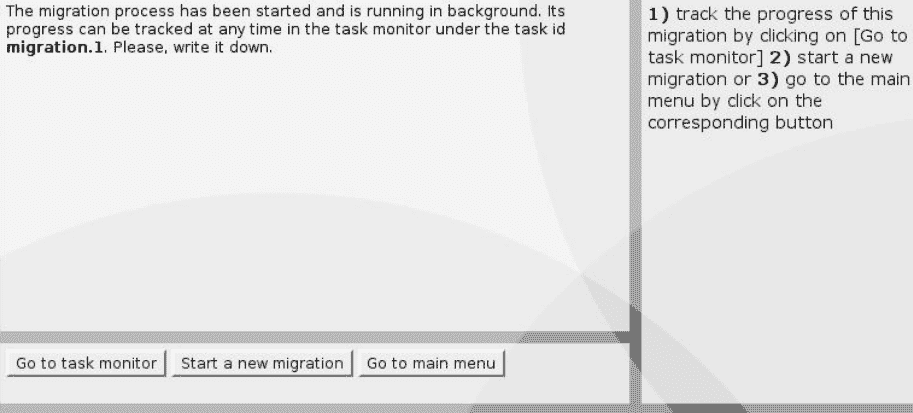 The migration process has been started and is running in background. Its
progress can be tracked at any time in the task monitor under the task id
migration.1. Please, write it down.
1) track the progress of this
migration by clicking on [Go to
task monitor] 2) start a new
migration or 3) go to the main
menu by click on the
corresponding button
Go to task monitor
Start a new migration
Go to main menu